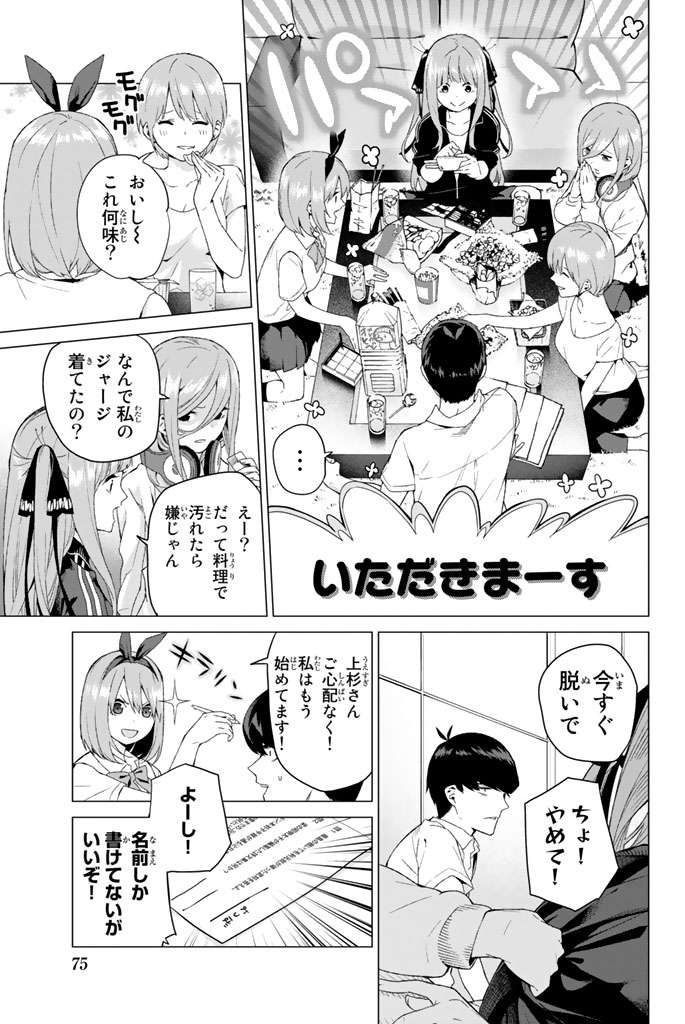 パァァ
…
いただきまーす
モグ
モグ
おいし〜
これ何味?
なんで私の
ジャージ
着てたの?
えー?
だって料理で
汚れたら
嫌じゃん
今すぐ
脱いで
ちょ!
やめて!
上杉さん
ご心配なく!
私はもう
始めてます!
キラリン
よーし!
名前しか
書けてないが
いいぞ!
75